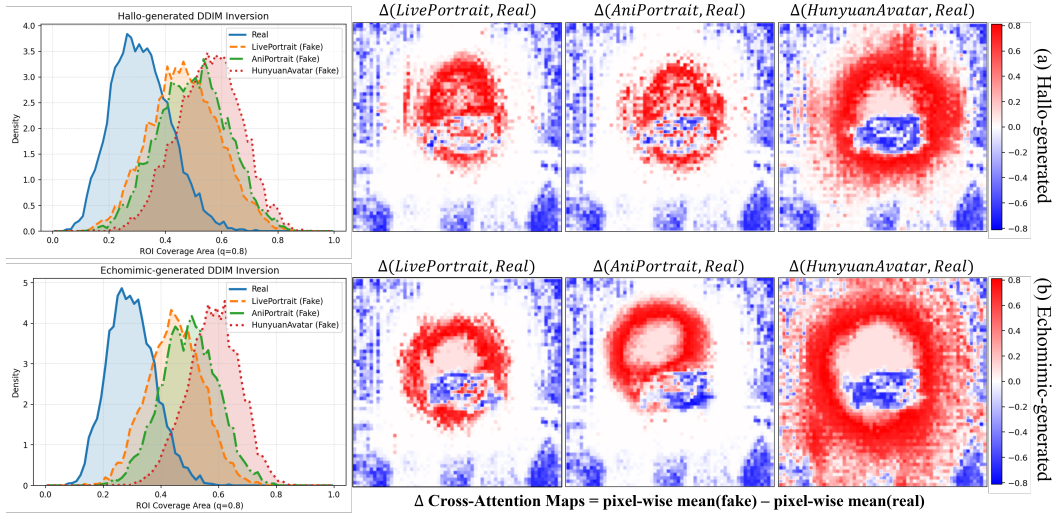 Hallo-generated DDIM Inversion
Density
4.0
3.5
3.0
2.5
2.0
1.5
1.0
0.5
0.0
Real
LivePortrait (Fake)
AniPortrait (Fake)
HunyuanAvatar (Fake)
0.0 0.2 0.4 0.6 0.8 1.0
ROI Coverage Area (q=0.8)
Δ(LivePortrait, Real)
Δ(AniPortrait, Real)
Δ(HunyuanAvatar, Real)
0.8
0.6
0.4
0.2
0.0
−0.2
−0.4
−0.6
−0.8
(a) Hallo-generated
Echomimic-generated DDIM Inversion
Density
5
4
3
2
1
0
Real
LivePortrait (Fake)
AniPortrait (Fake)
HunyuanAvatar (Fake)
0.0 0.2 0.4 0.6 0.8 1.0
ROI Coverage Area (q=0.8)
Δ(LivePortrait, Real)
Δ(AniPortrait, Real)
Δ(HunyuanAvatar, Real)
0.8
0.6
0.4
0.2
0.0
−0.2
−0.4
−0.6
−0.8
(b) Echomimic-generated
Δ Cross-Attention Maps = pixel-wise mean(fake) – pixel-wise mean(real)